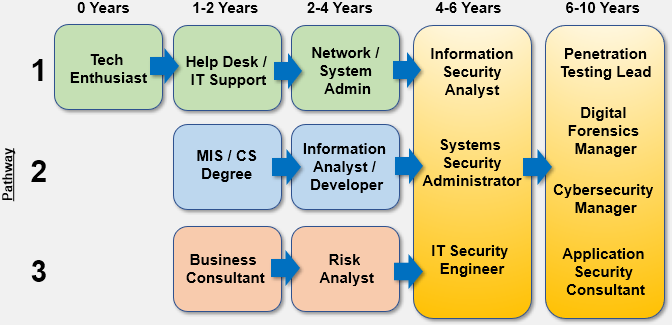 0 Years
1-2 Years
2-4 Years
4-6 Years
6-10 Years
Pathway
1
Tech
Enthusiast
Help Desk /
IT Support
Network /
System
Admin
2
MIS / CS
Degree
Information
Analyst /
Developer
3
Business
Consultant
Risk
Analyst
Information
Security
Analyst
Systems
Security
Administrator
IT Security
Engineer
Penetration
Testing Lead
Digital
Forensics
Manager
Cybersecurity
Manager
Application
Security
Consultant